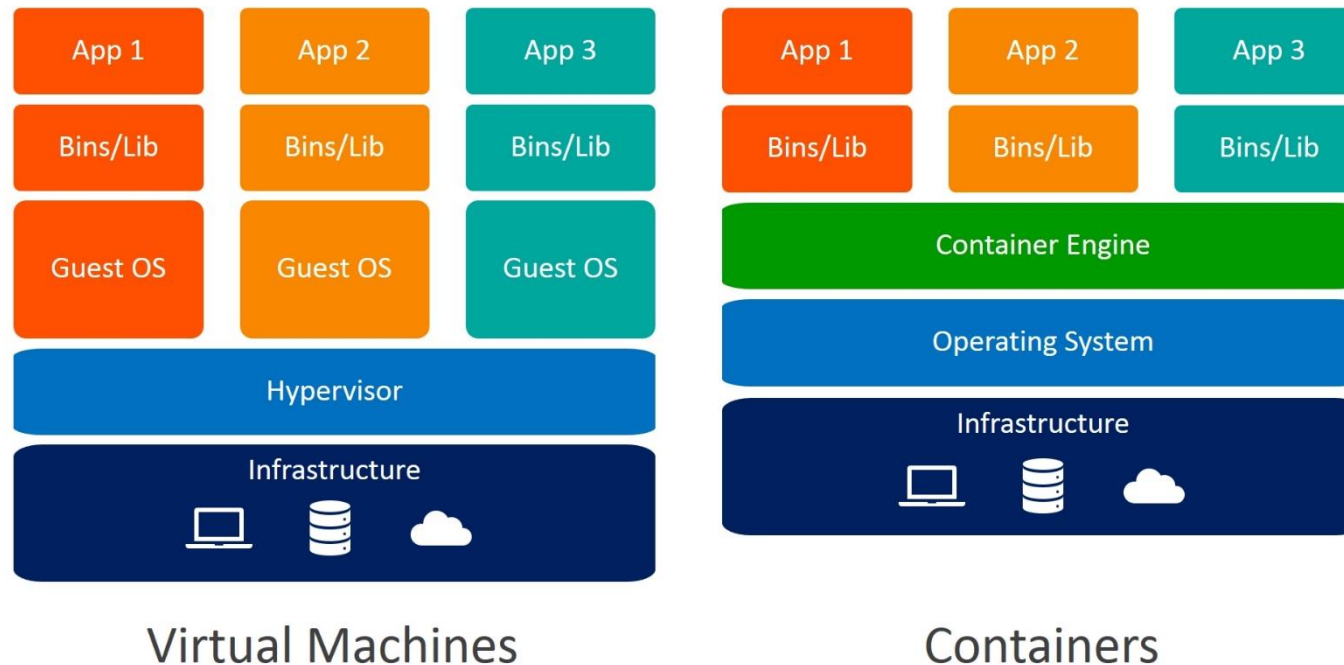 App 1
App 2
App 3
Bins/Lib
Bins/Lib
Bins/Lib
Guest OS
Guest OS
Guest OS
Hypervisor
Infrastructure
Virtual Machines
App 1
App 2
App 3
Bins/Lib
Bins/Lib
Bins/Lib
Container Engine
Operating System
Infrastructure
Containers